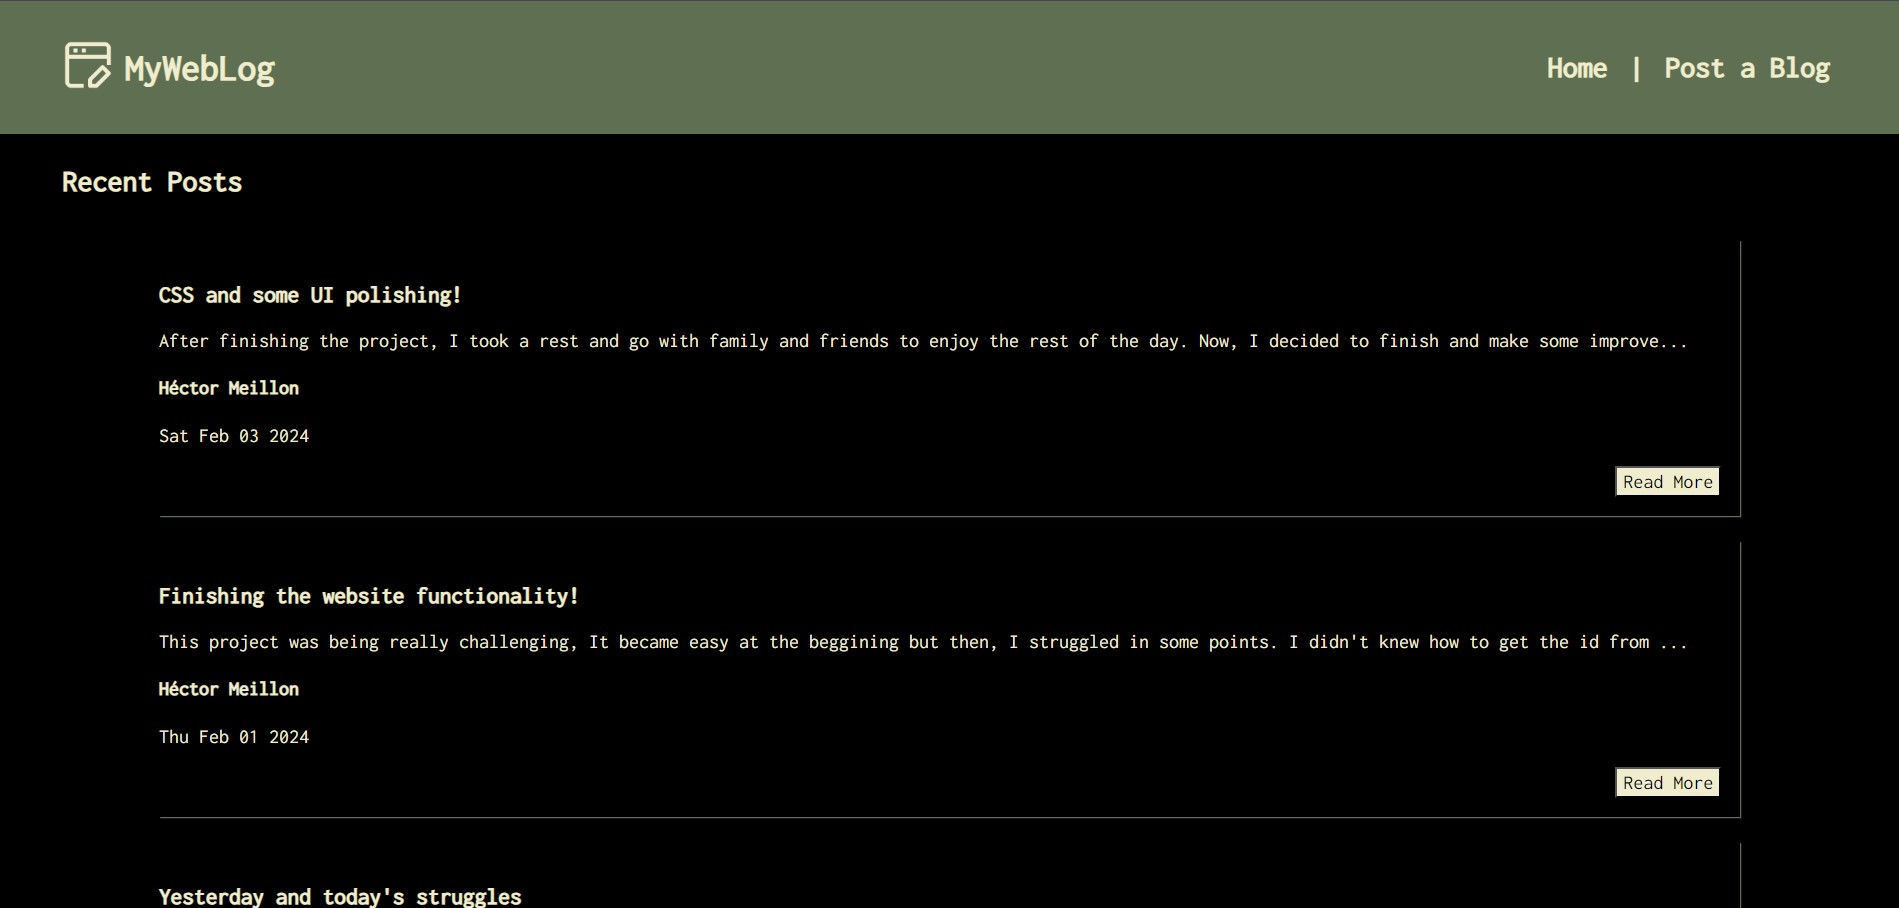 MyWebLog
Home | Post a Blog
Recent Posts
CSS and some UI polishing!
After finishing the project, I took a rest and go with family and friends to enjoy the rest of the day. Now, I decided to finish and make some improve...
Héctor Meillon
Sat Feb 03 2024
Read More
Finishing the website functionality!
This project was being really challenging, It became easy at the beggining but then, I struggled in some points. I didn't knew how to get the id from ...
Héctor Meillon
Thu Feb 01 2024
Read More
Yesterday and today's struggles